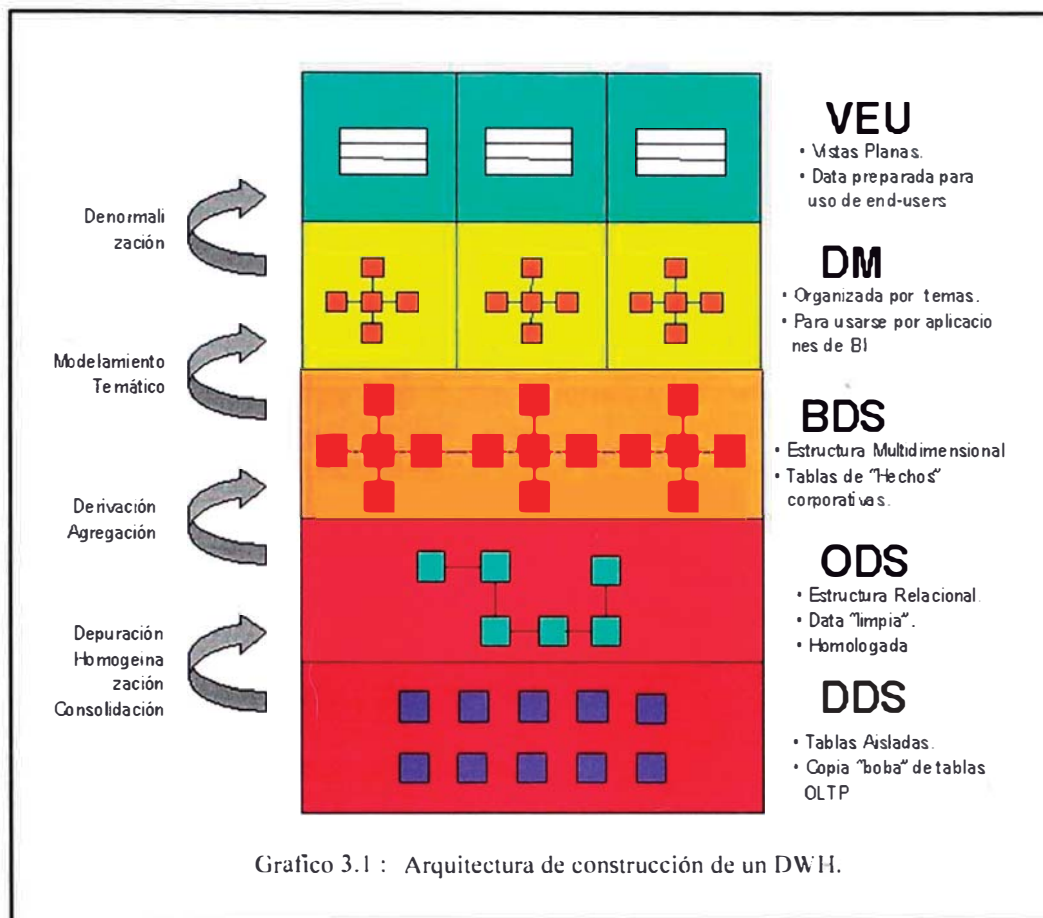 VEU
• Vistas Planas.
• Data preparada para
uso de end-users
Denormali
zación
DM
• Organizada por temas.
• Para usarse por aplicacio
nes de BI
Modelamiento
Temático
BDS
• Estructura Multidimensional
• Tablas de "Hechos"
corporativas.
Derivación
Agregación
ODS
• Estructura Relacional
• Data "limpia".
• Homologada
Depuración
Homogeina
zación
Consolidación
DDS
• Tablas Aisladas.
• Copia "boba" de tablas
OLTP
Grafico 3.1 : Arquitectura de construcción de un DWH.